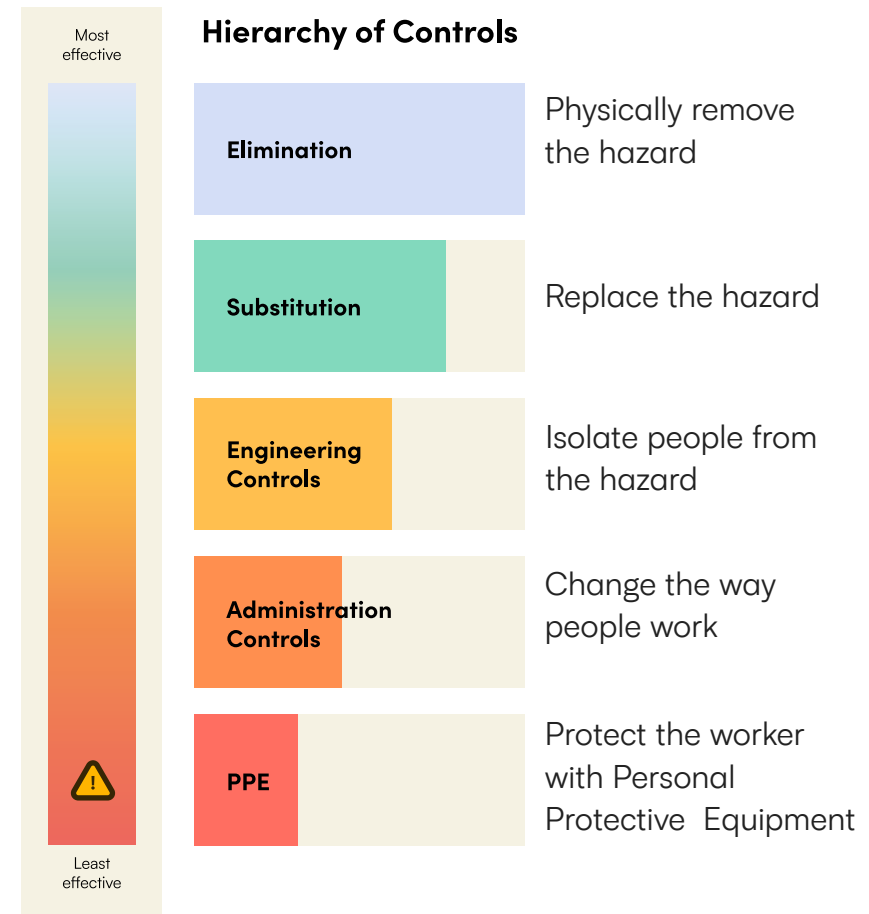 Most
effective
Hierarchy of Controls
Elimination
Physically remove
the hazard
Substitution
Replace the hazard
Engineering
Controls
Isolate people from
the hazard
Administration
Controls
Change the way
people work
!
PPE
Protect the worker
with Personal
Protective Equipment
Least
effective